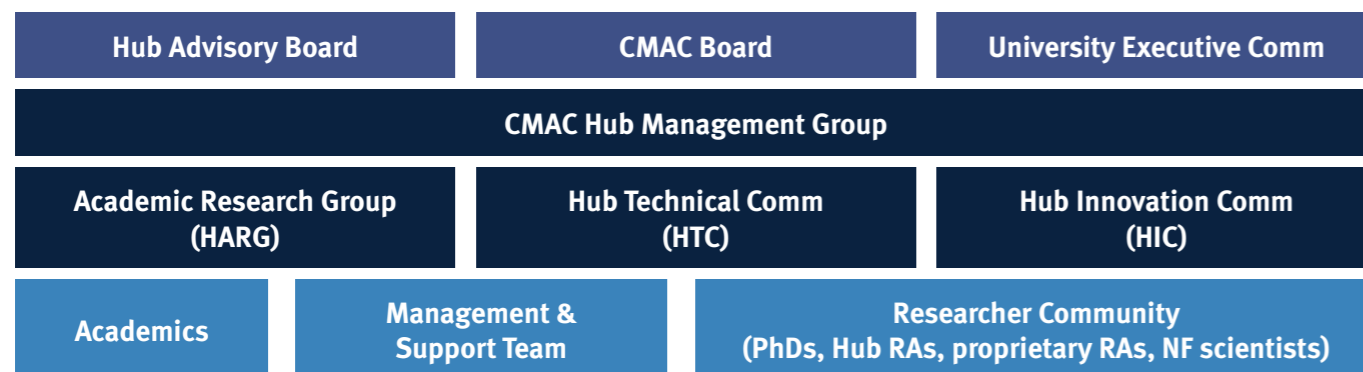 Hub Advisory Board
CMAC Board
University Executive Comm
CMAC Hub Management Group
Academic Research Group
(HARG)
Hub Technical Comm
(HTC)
Hub Innovation Comm
(HIC)
Academics
Management &
Support Team
Researcher Community
(PhDs, Hub RAs, proprietary RAs, NF scientists)